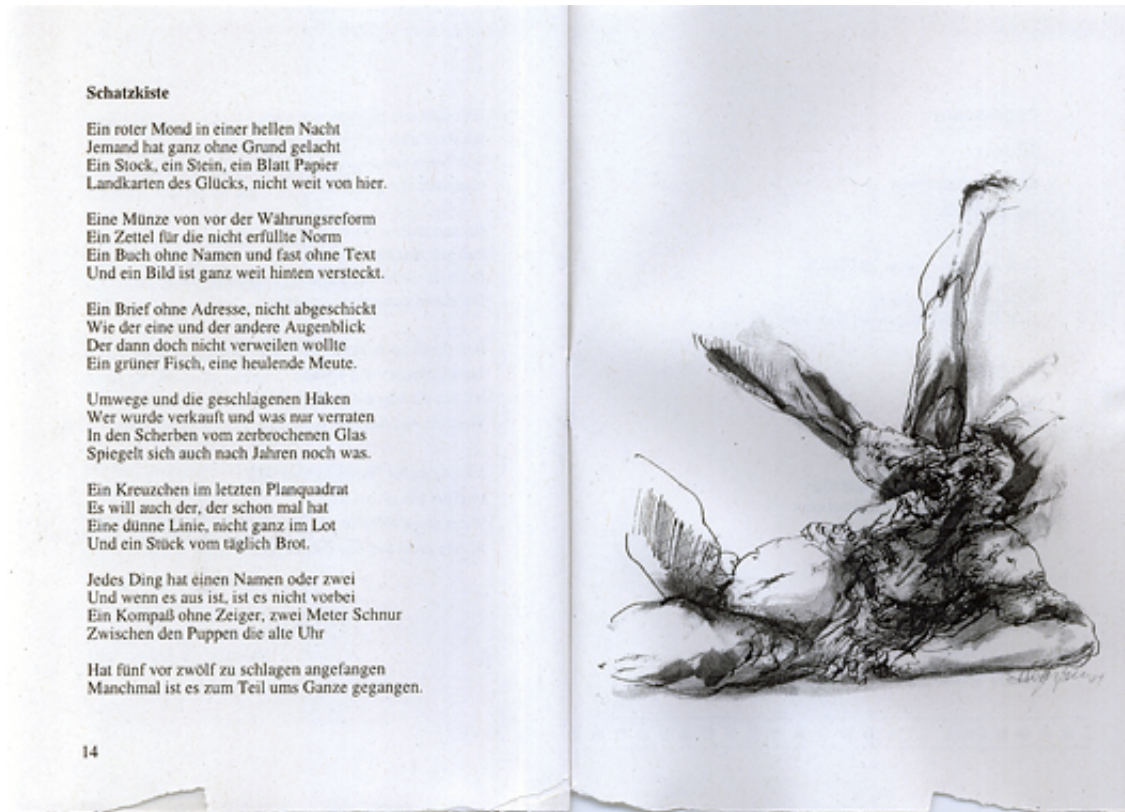 Schatzkiste
Ein roter Mond in einer hellen Nacht
Jemand hat ganz ohne Grund gelacht
Ein Stock, ein Stein, ein Blatt Papier
Landkarten des Glücks, nicht weit von hier.
Eine Münze von vor der Währungsreform
Ein Zettel für die nicht erfüllte Norm
Ein Buch ohne Namen und fast ohne Text
Und ein Bild ist ganz weit hinten versteckt.
Ein Brief ohne Adresse, nicht abgeschickt
Wie der eine und der andere Augenblick
Der dann doch nicht verweilen wollte
Ein grüner Fisch, eine heulende Meute.
Umwege und die geschlagenen Haken
Wer wurde verkauft und was nur verraten
In den Scherben vom zerbrochenen Glas
Spiegelt sich auch nach Jahren noch was.
Ein Kreuzchen im letzten Planquadrat
Es will auch der, der schon mal hat
Eine dünne Linie, nicht ganz im Lot
Und ein Stück vom täglich Brot.
Jedes Ding hat einen Namen oder zwei
Und wenn es aus ist, ist es nicht vorbei
Ein Kompaß ohne Zeiger, zwei Meter Schnur
Zwischen den Puppen die alte Uhr
Hat fünf vor zwölf zu schlagen angefangen
Manchmal ist es zum Teil ums Ganze gegangen.
14